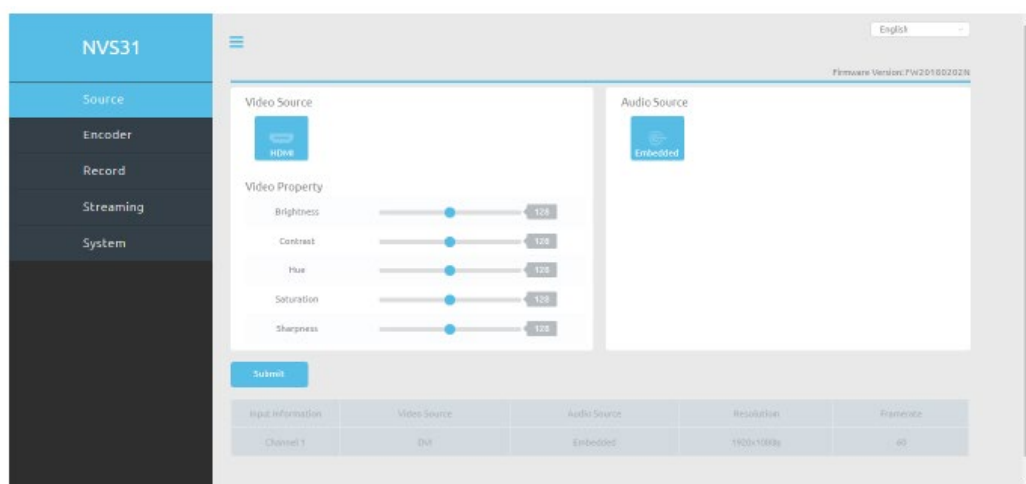 NVS31
English
Firmware Version: FW20180202N
Source
Encoder
Record
Streaming
System
Video Source
HDMI
Video Property
Brightness 128
Contrast 128
Hue 128
Saturation 128
Sharpness 128
Audio Source
Embedded
Submit
Input Information Video Source Audio Source Resolution Framerate
Channel 1 DVI Embedded 60